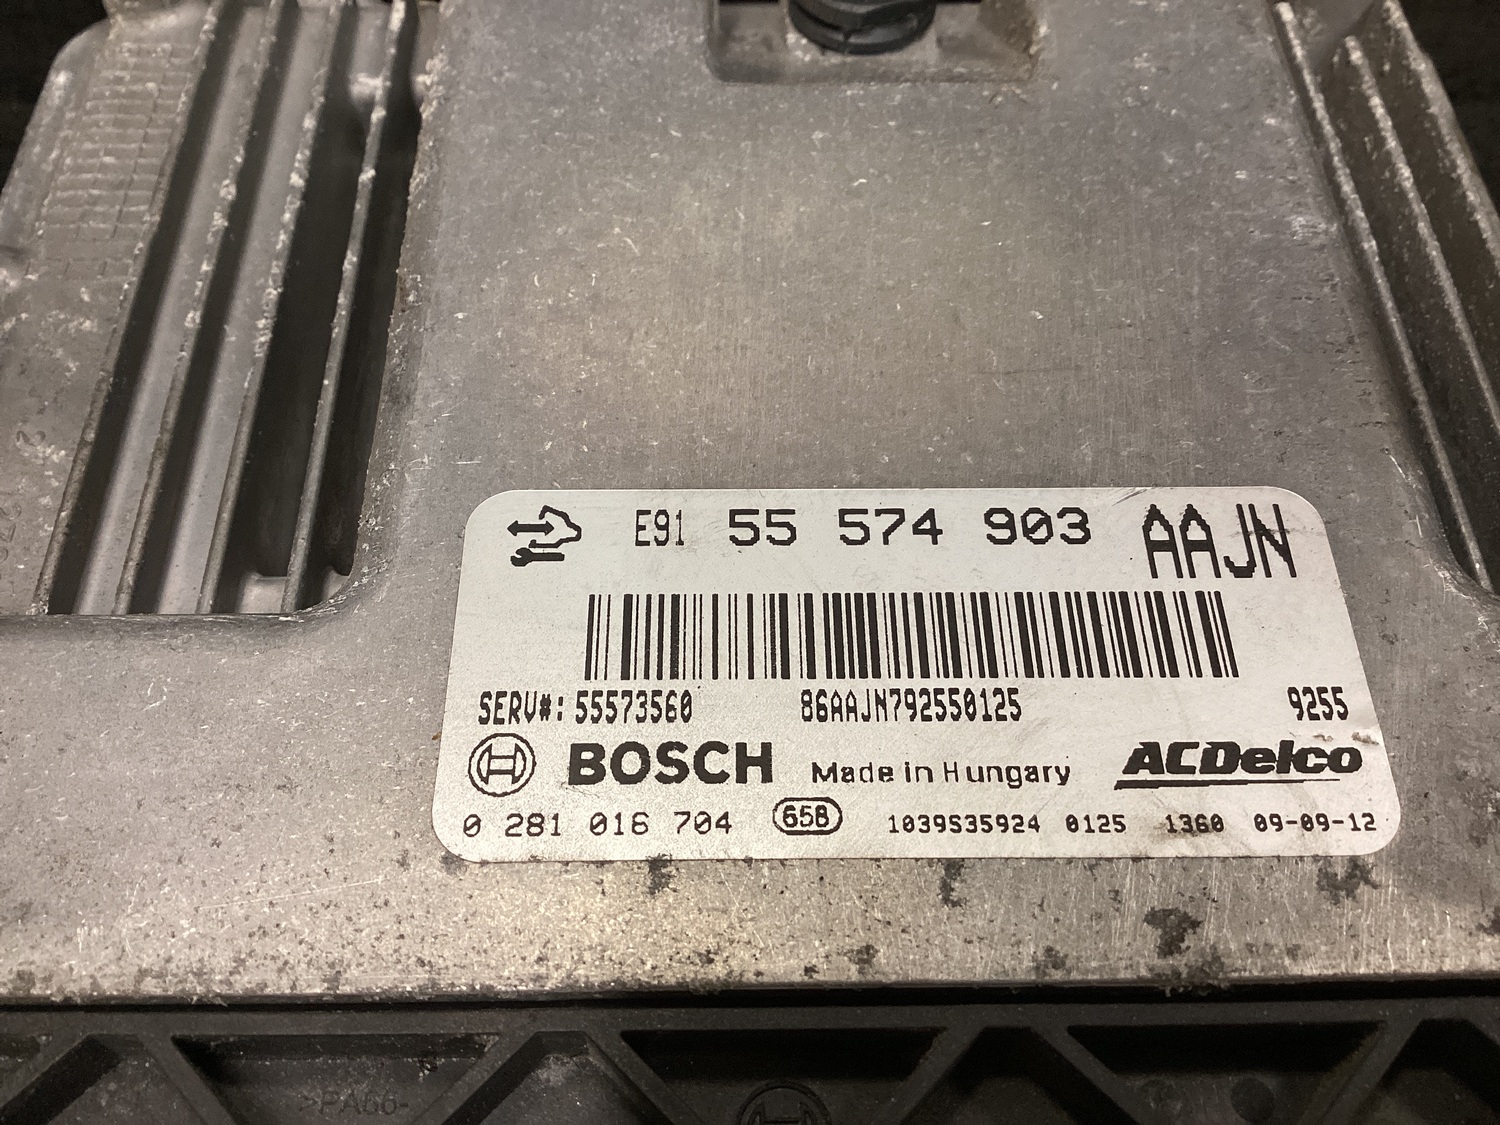 E91 55 574 903 AAJN
SERV#: 55573560 86AAJN792550125 9255
BOSCH Made in Hungary ACDelco
0 281 016 704 658 1039S35924 0125 1360 09-09-12
>PA66-